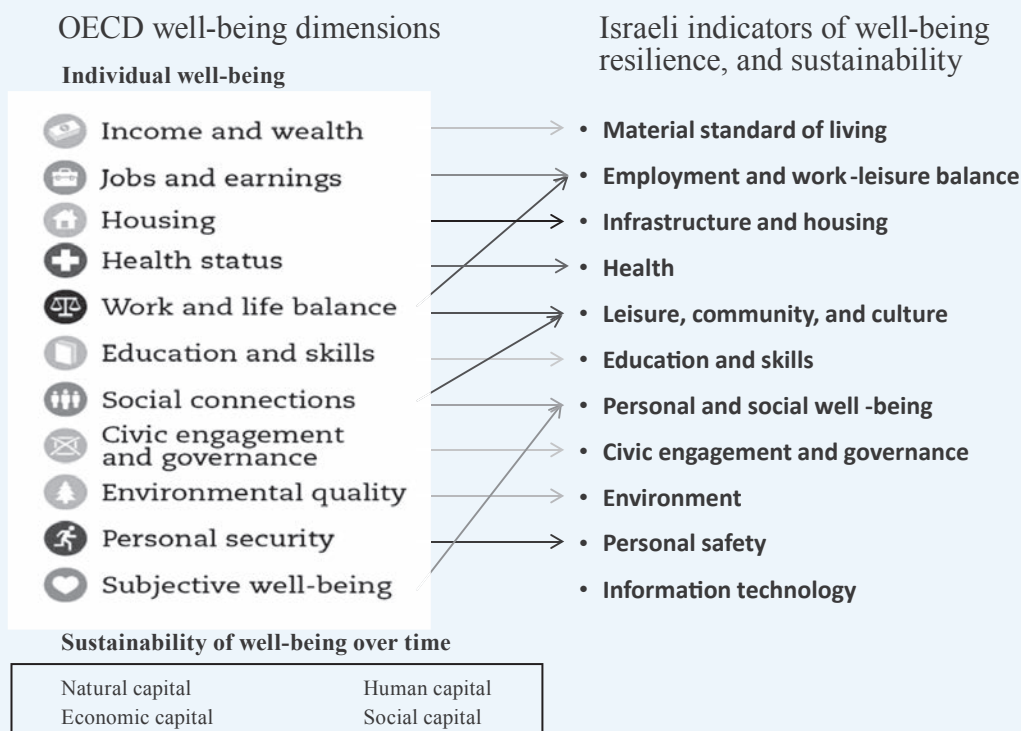 OECD well-being dimensions
Individual well-being
Income and wealth
Jobs and earnings
Housing
Health status
Work and life balance
Education and skills
Social connections
Civic engagement
and governance
Environmental quality
Personal security
Subjective well-being
Sustainability of well-being over time
Natural capital
Human capital
Economic capital
Social capital
Israeli indicators of well-being
resilience, and sustainability
• Material standard of living
• Employment and work -leisure balance
• Infrastructure and housing
• Health
• Leisure, community, and culture
• Education and skills
• Personal and social well -being
• Civic engagement and governance
• Environment
• Personal safety
• Information technology